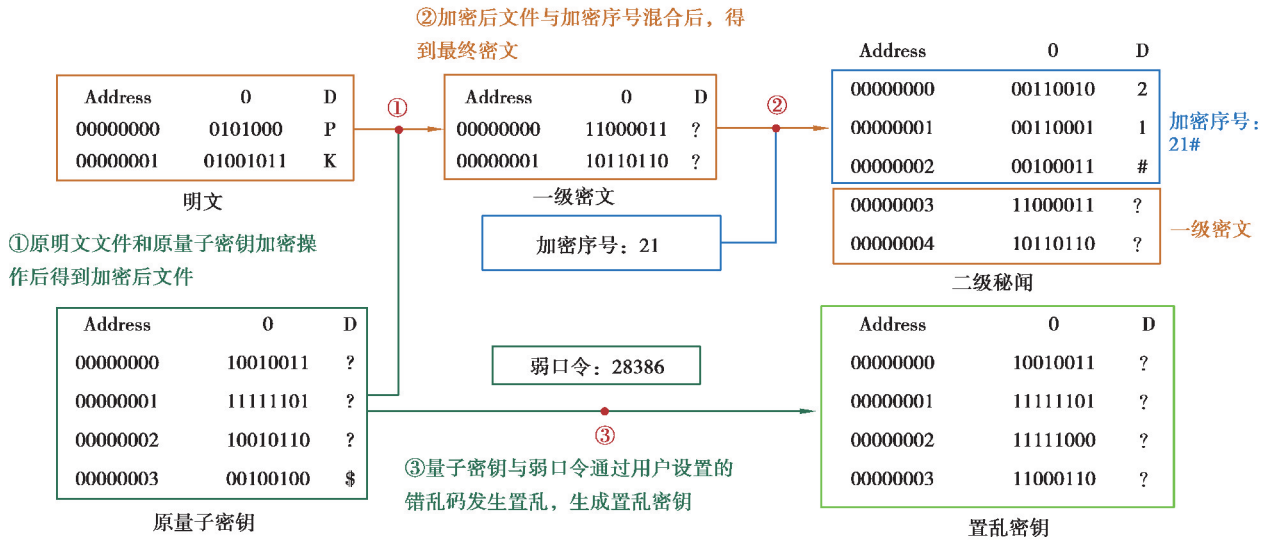 ②加密后文件与加密序号混合后，得
到最终密文
Address 0 D
00000000 0101000 P
00000001 01001011 K
明文
①
Address 0 D
00000000 11000011 ?
00000001 10110110 ?
一级密文
②
加密序号：21
Address 0 D
00000000 00110010 2
00000001 00110001 1
00000002 00100011 #
加密序号：
21#
00000003 11000011 ?
00000004 10110110 ?
一级密文
二级秘闻
①原明文文件和原量子密钥加密操
作后得到加密后文件
Address 0 D
00000000 10010011 ?
00000001 11111101 ?
00000002 10010110 ?
00000003 00100100 $
原量子密钥
弱口令：28386
③
③量子密钥与弱口令通过用户设置的
错乱码发生置乱，生成置乱密钥
Address 0 D
00000000 10010011 ?
00000001 11111101 ?
00000002 11111000 ?
00000003 11000110 ?
置乱密钥